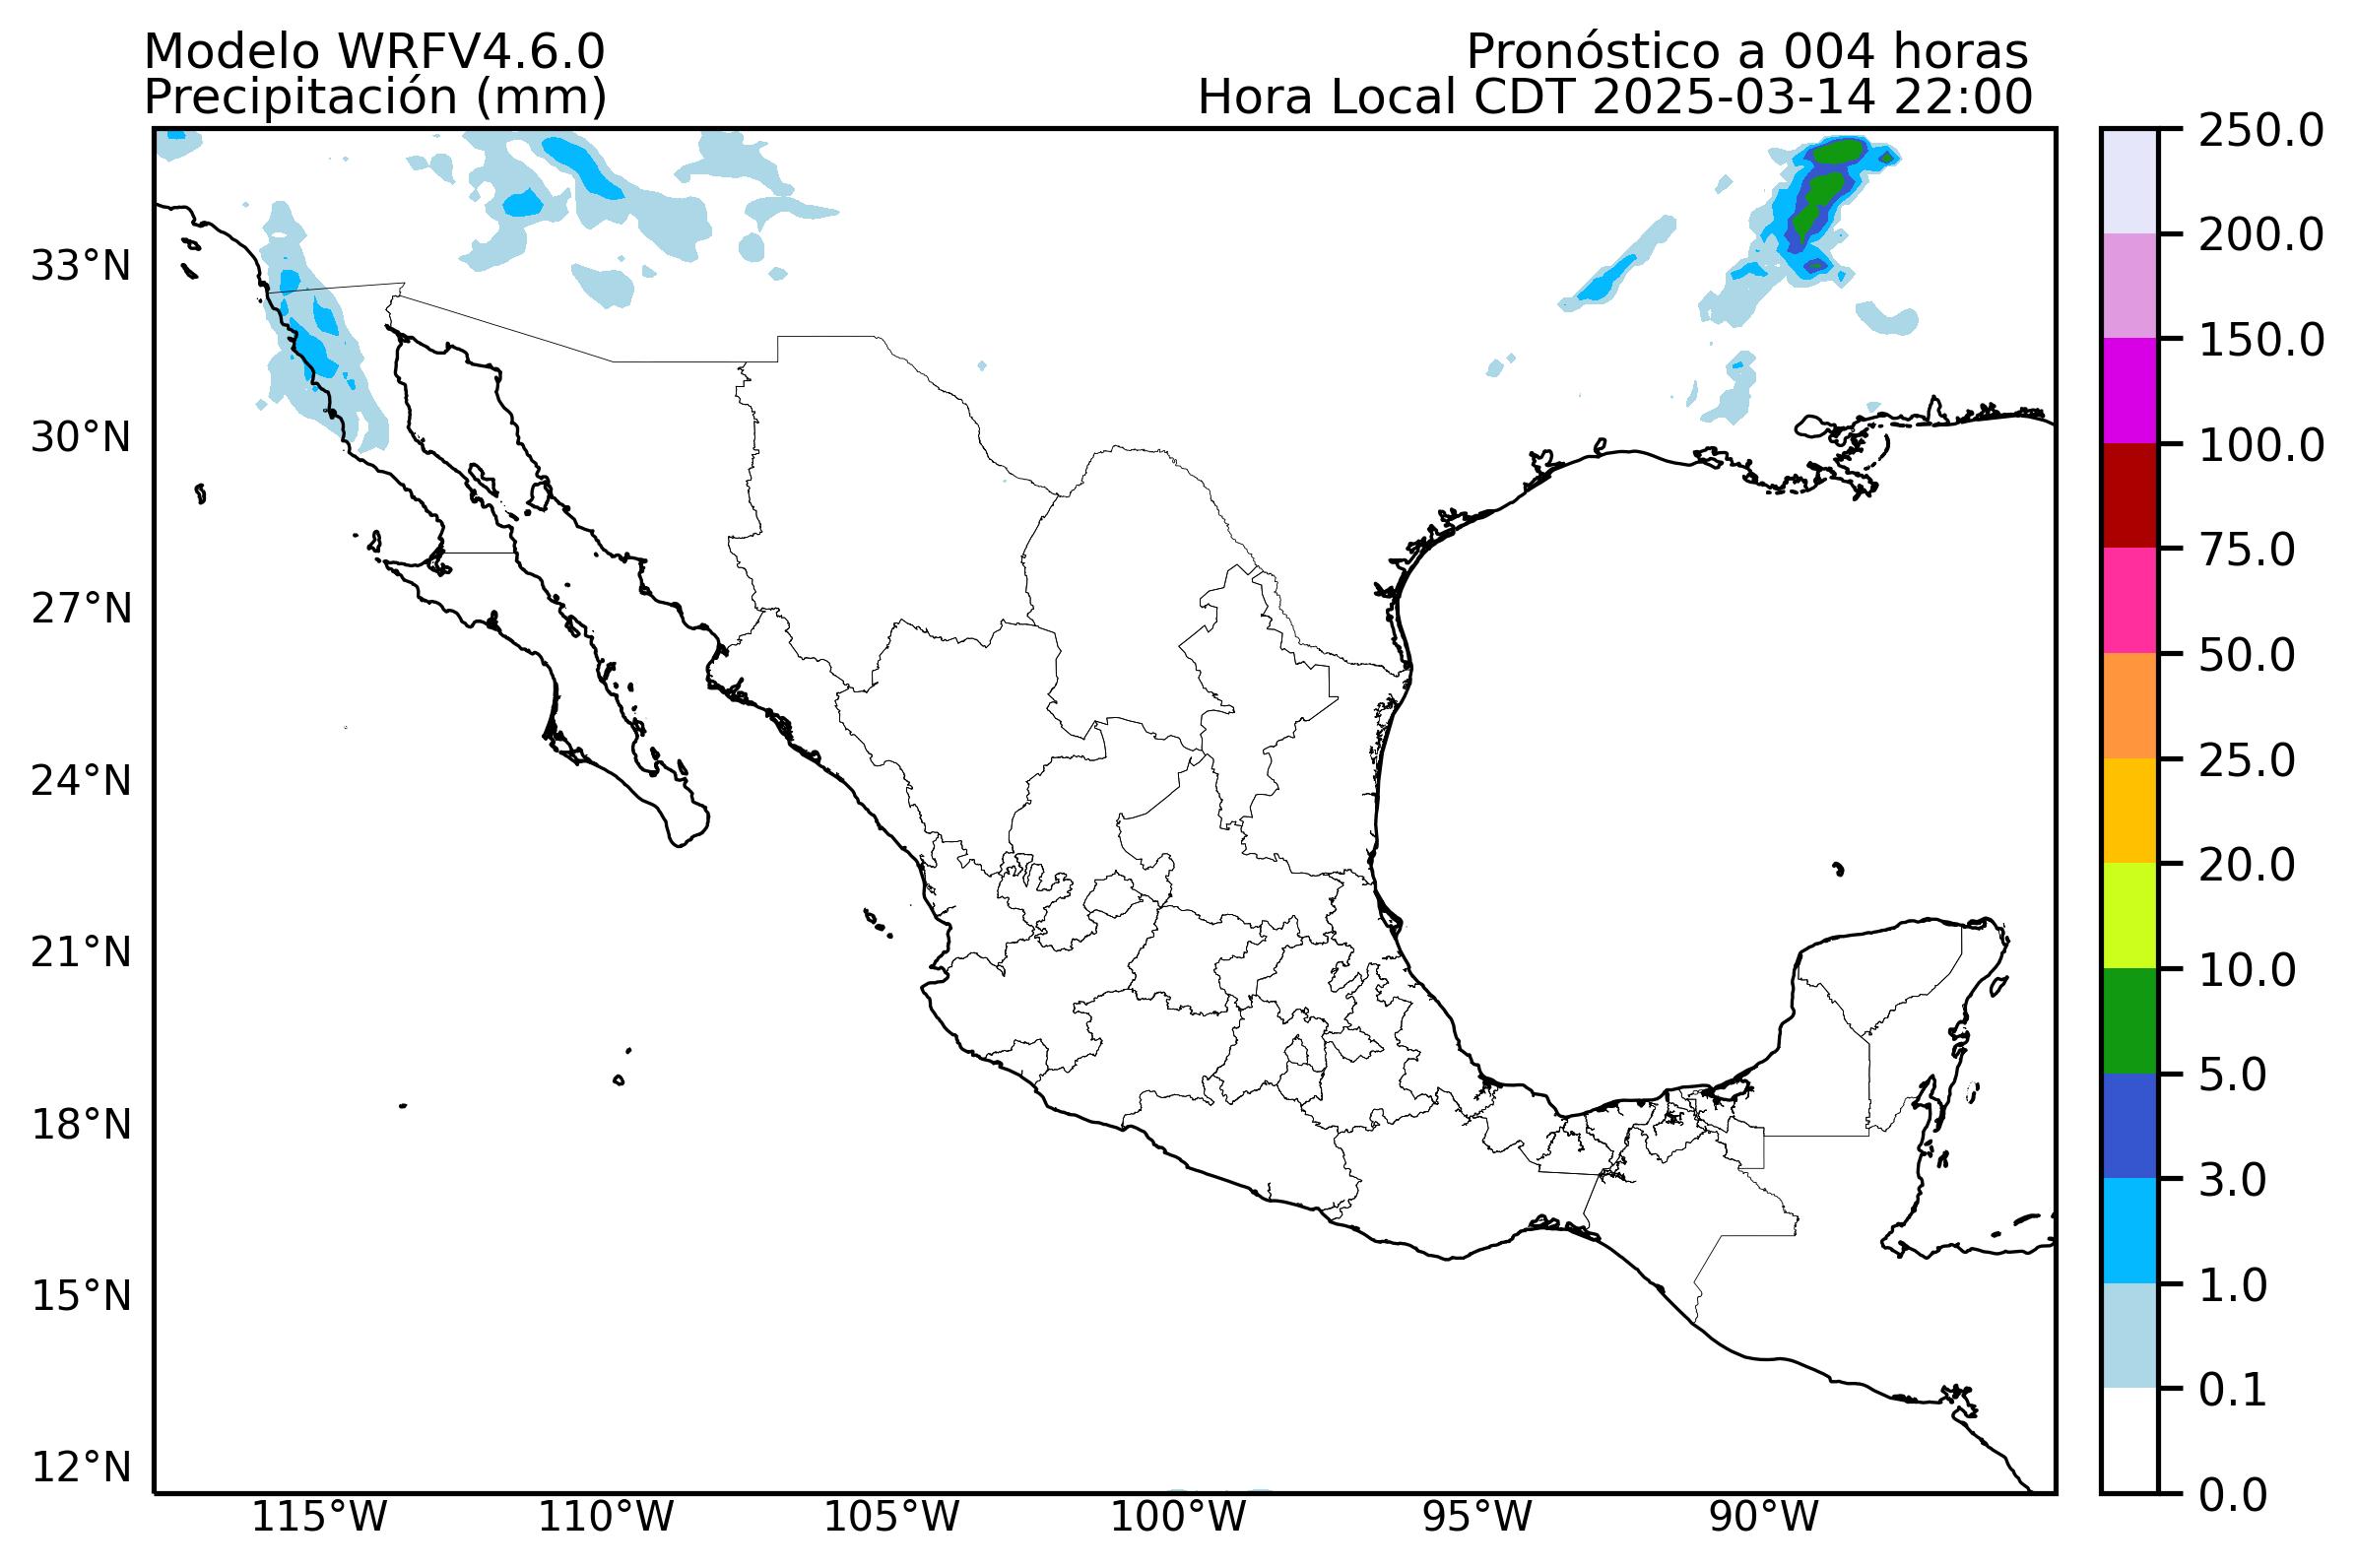 Modelo WRFV4.6.0
Precipitación (mm)
Pronóstico a 004 horas
Hora Local CDT 2025-03-14 22:00
33°N
30°N
27°N
24°N
21°N
18°N
15°N
12°N
115°W
110°W
105°W
100°W
95°W
90°W
250.0
200.0
150.0
100.0
75.0
50.0
25.0
20.0
10.0
5.0
3.0
1.0
0.1
0.0